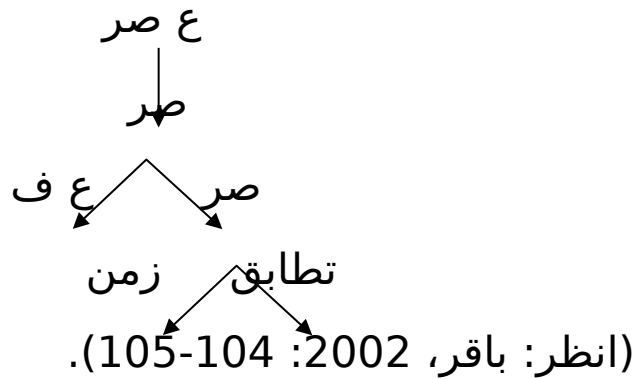 ع صر
صر
صر ع ف
تطابق زمن
(انظر: باقر، 2002: 104-105).